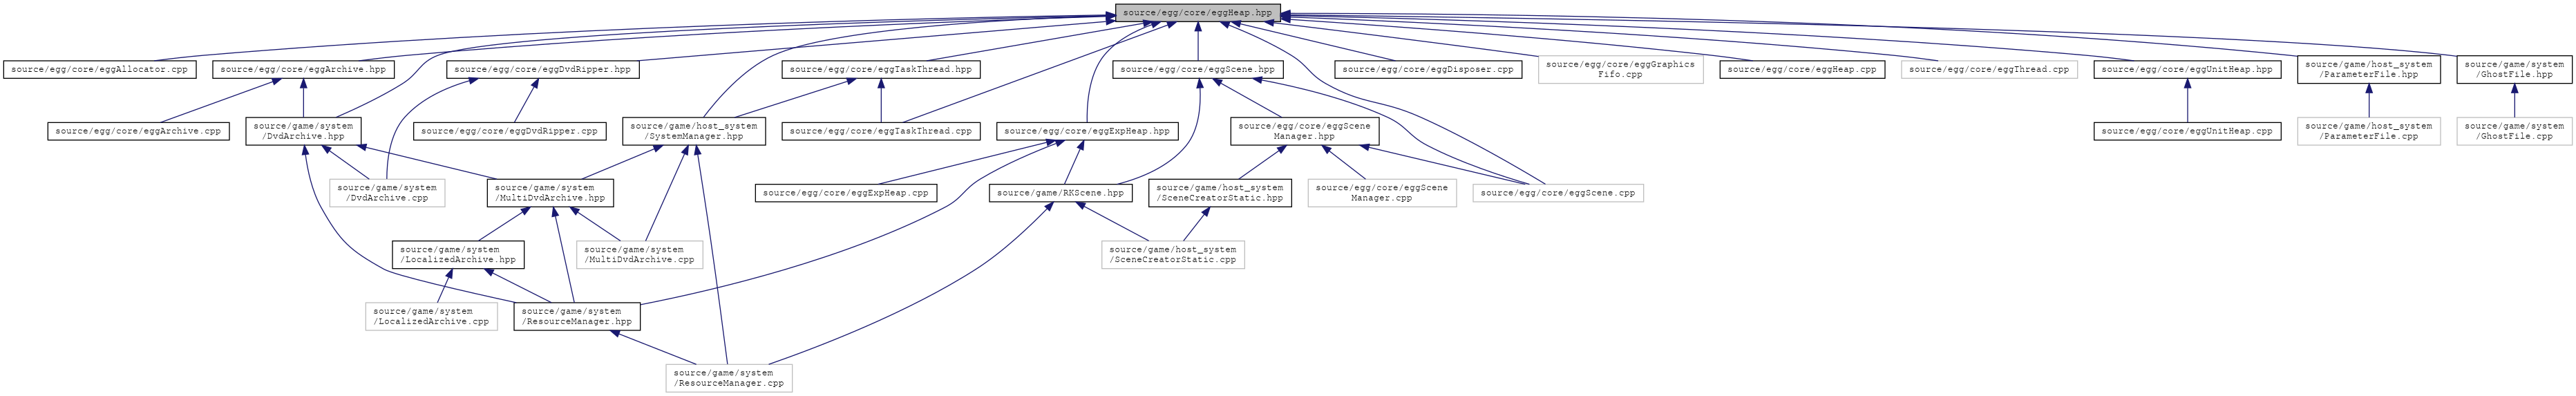 source/egg/core/eggHeap.hpp
source/egg/core/eggAllocator.cpp
source/egg/core/eggArchive.hpp
source/egg/core/eggDvdRipper.hpp
source/egg/core/eggTaskThread.hpp
source/egg/core/eggScene.hpp
source/egg/core/eggDisposer.cpp
source/egg/core/eggGraphics
Fifo.cpp
source/egg/core/eggHeap.cpp
source/egg/core/eggThread.cpp
source/egg/core/eggUnitHeap.hpp
source/game/host_system
/ParameterFile.hpp
source/game/system
/GhostFile.hpp
source/egg/core/eggArchive.cpp
source/game/system
/DvdArchive.hpp
source/egg/core/eggDvdRipper.cpp
source/game/host_system
/SystemManager.hpp
source/egg/core/eggTaskThread.cpp
source/egg/core/eggExpHeap.hpp
source/egg/core/eggScene
Manager.hpp
source/egg/core/eggUnitHeap.cpp
source/game/host_system
/ParameterFile.cpp
source/game/system
/GhostFile.cpp
source/game/system
/DvdArchive.cpp
source/game/system
/MultiDvdArchive.hpp
source/egg/core/eggExpHeap.cpp
source/game/RKScene.hpp
source/game/host_system
/SceneCreatorStatic.hpp
source/egg/core/eggScene
Manager.cpp
source/egg/core/eggScene.cpp
source/game/system
/LocalizedArchive.hpp
source/game/system
/MultiDvdArchive.cpp
source/game/host_system
/SceneCreatorStatic.cpp
source/game/system
/LocalizedArchive.cpp
source/game/system
/ResourceManager.hpp
source/game/system
/ResourceManager.cpp